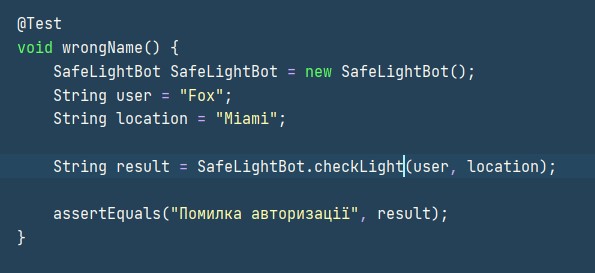 @Test
void wrongName() {
    SafeLightBot SafeLightBot = new SafeLightBot();
    String user = "Fox";
    String location = "Miami";
    String result = SafeLightBot.checkLight(user, location);
    assertEquals("Помилка авторизації", result);
}